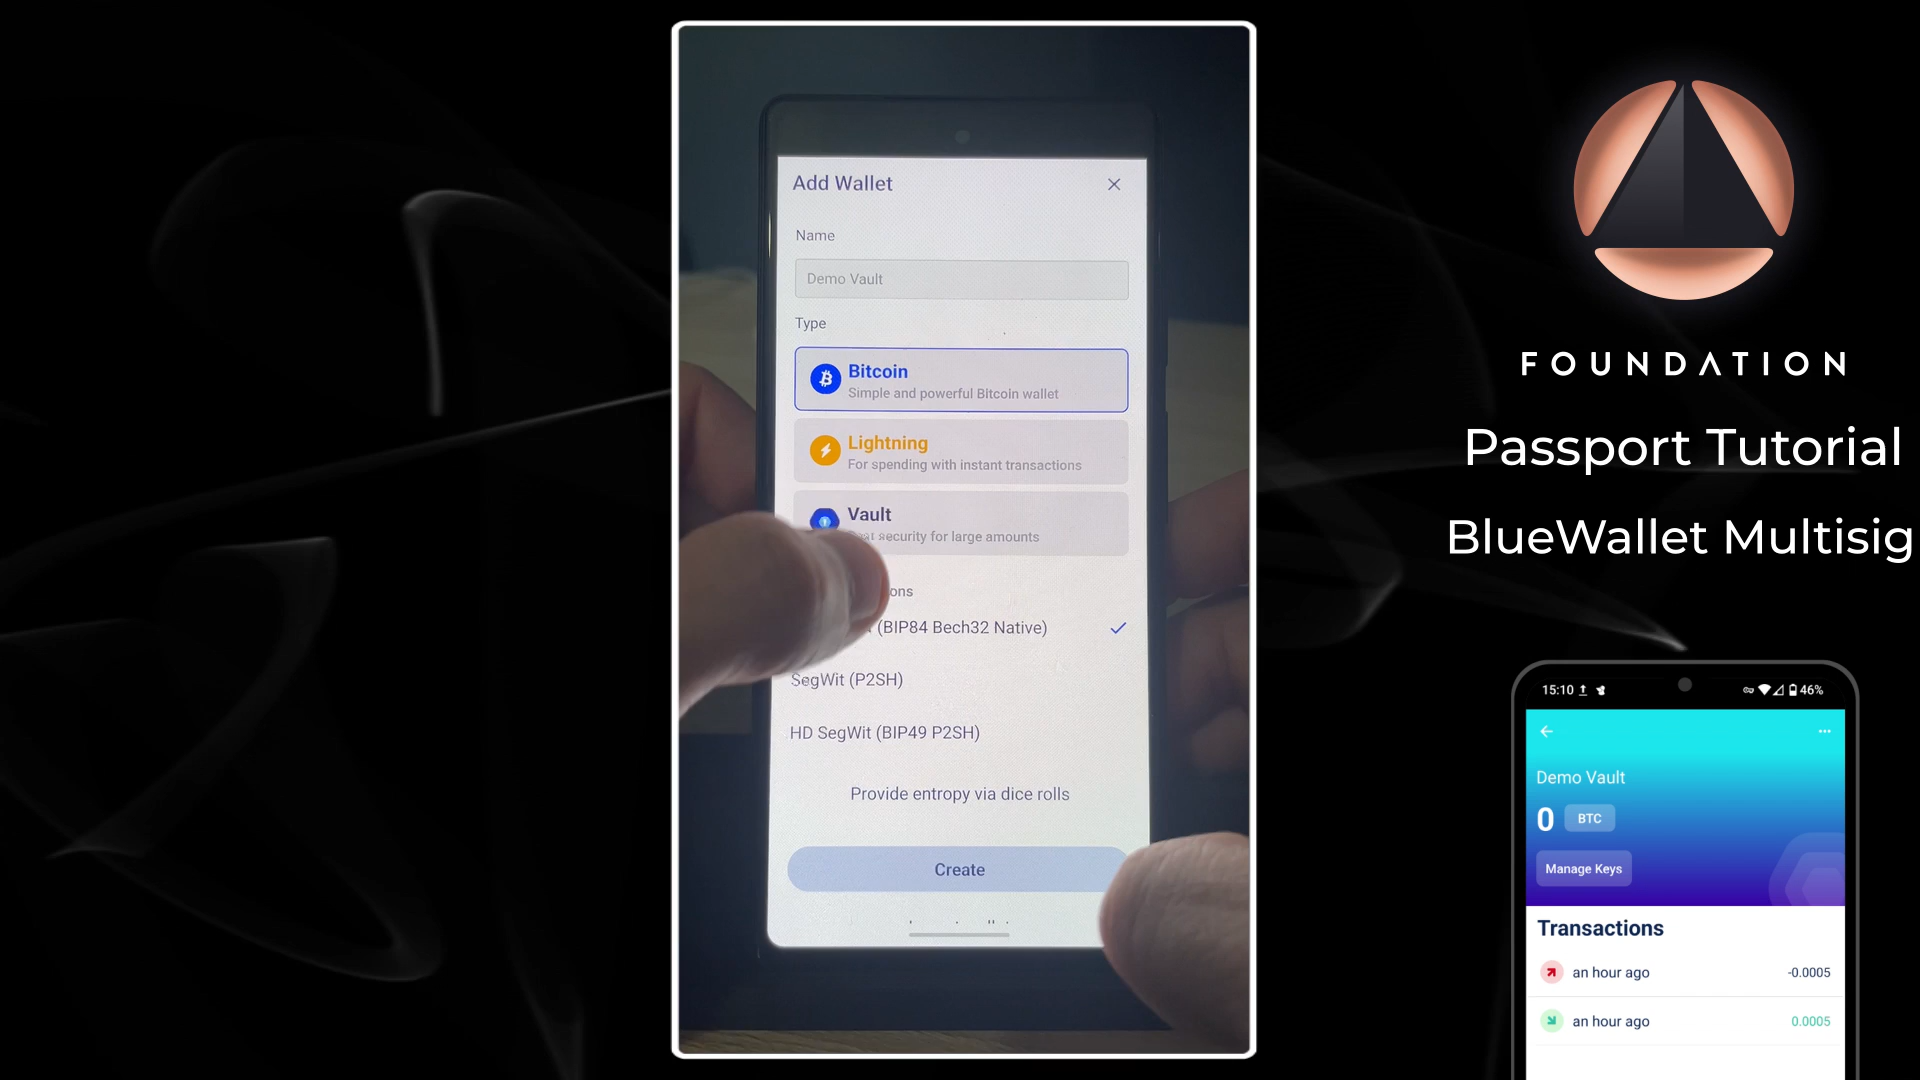 Add Wallet
Name
Demo Vault
Type
Bitcoin
Simple and powerful Bitcoin wallet
Lightning
For spending with instant transactions
Vault
security for large amounts
(BIP84 Bech32 Native)
SegWit (P2SH)
HD SegWit (BIP49 P2SH)
Provide entropy via dice rolls
Create
FOUNDATION
Passport Tutorial
BlueWallet Multisig
15:10
46%
Demo Vault
0 BTC
Manage Keys
Transactions
an hour ago -0.0005
an hour ago 0.0005